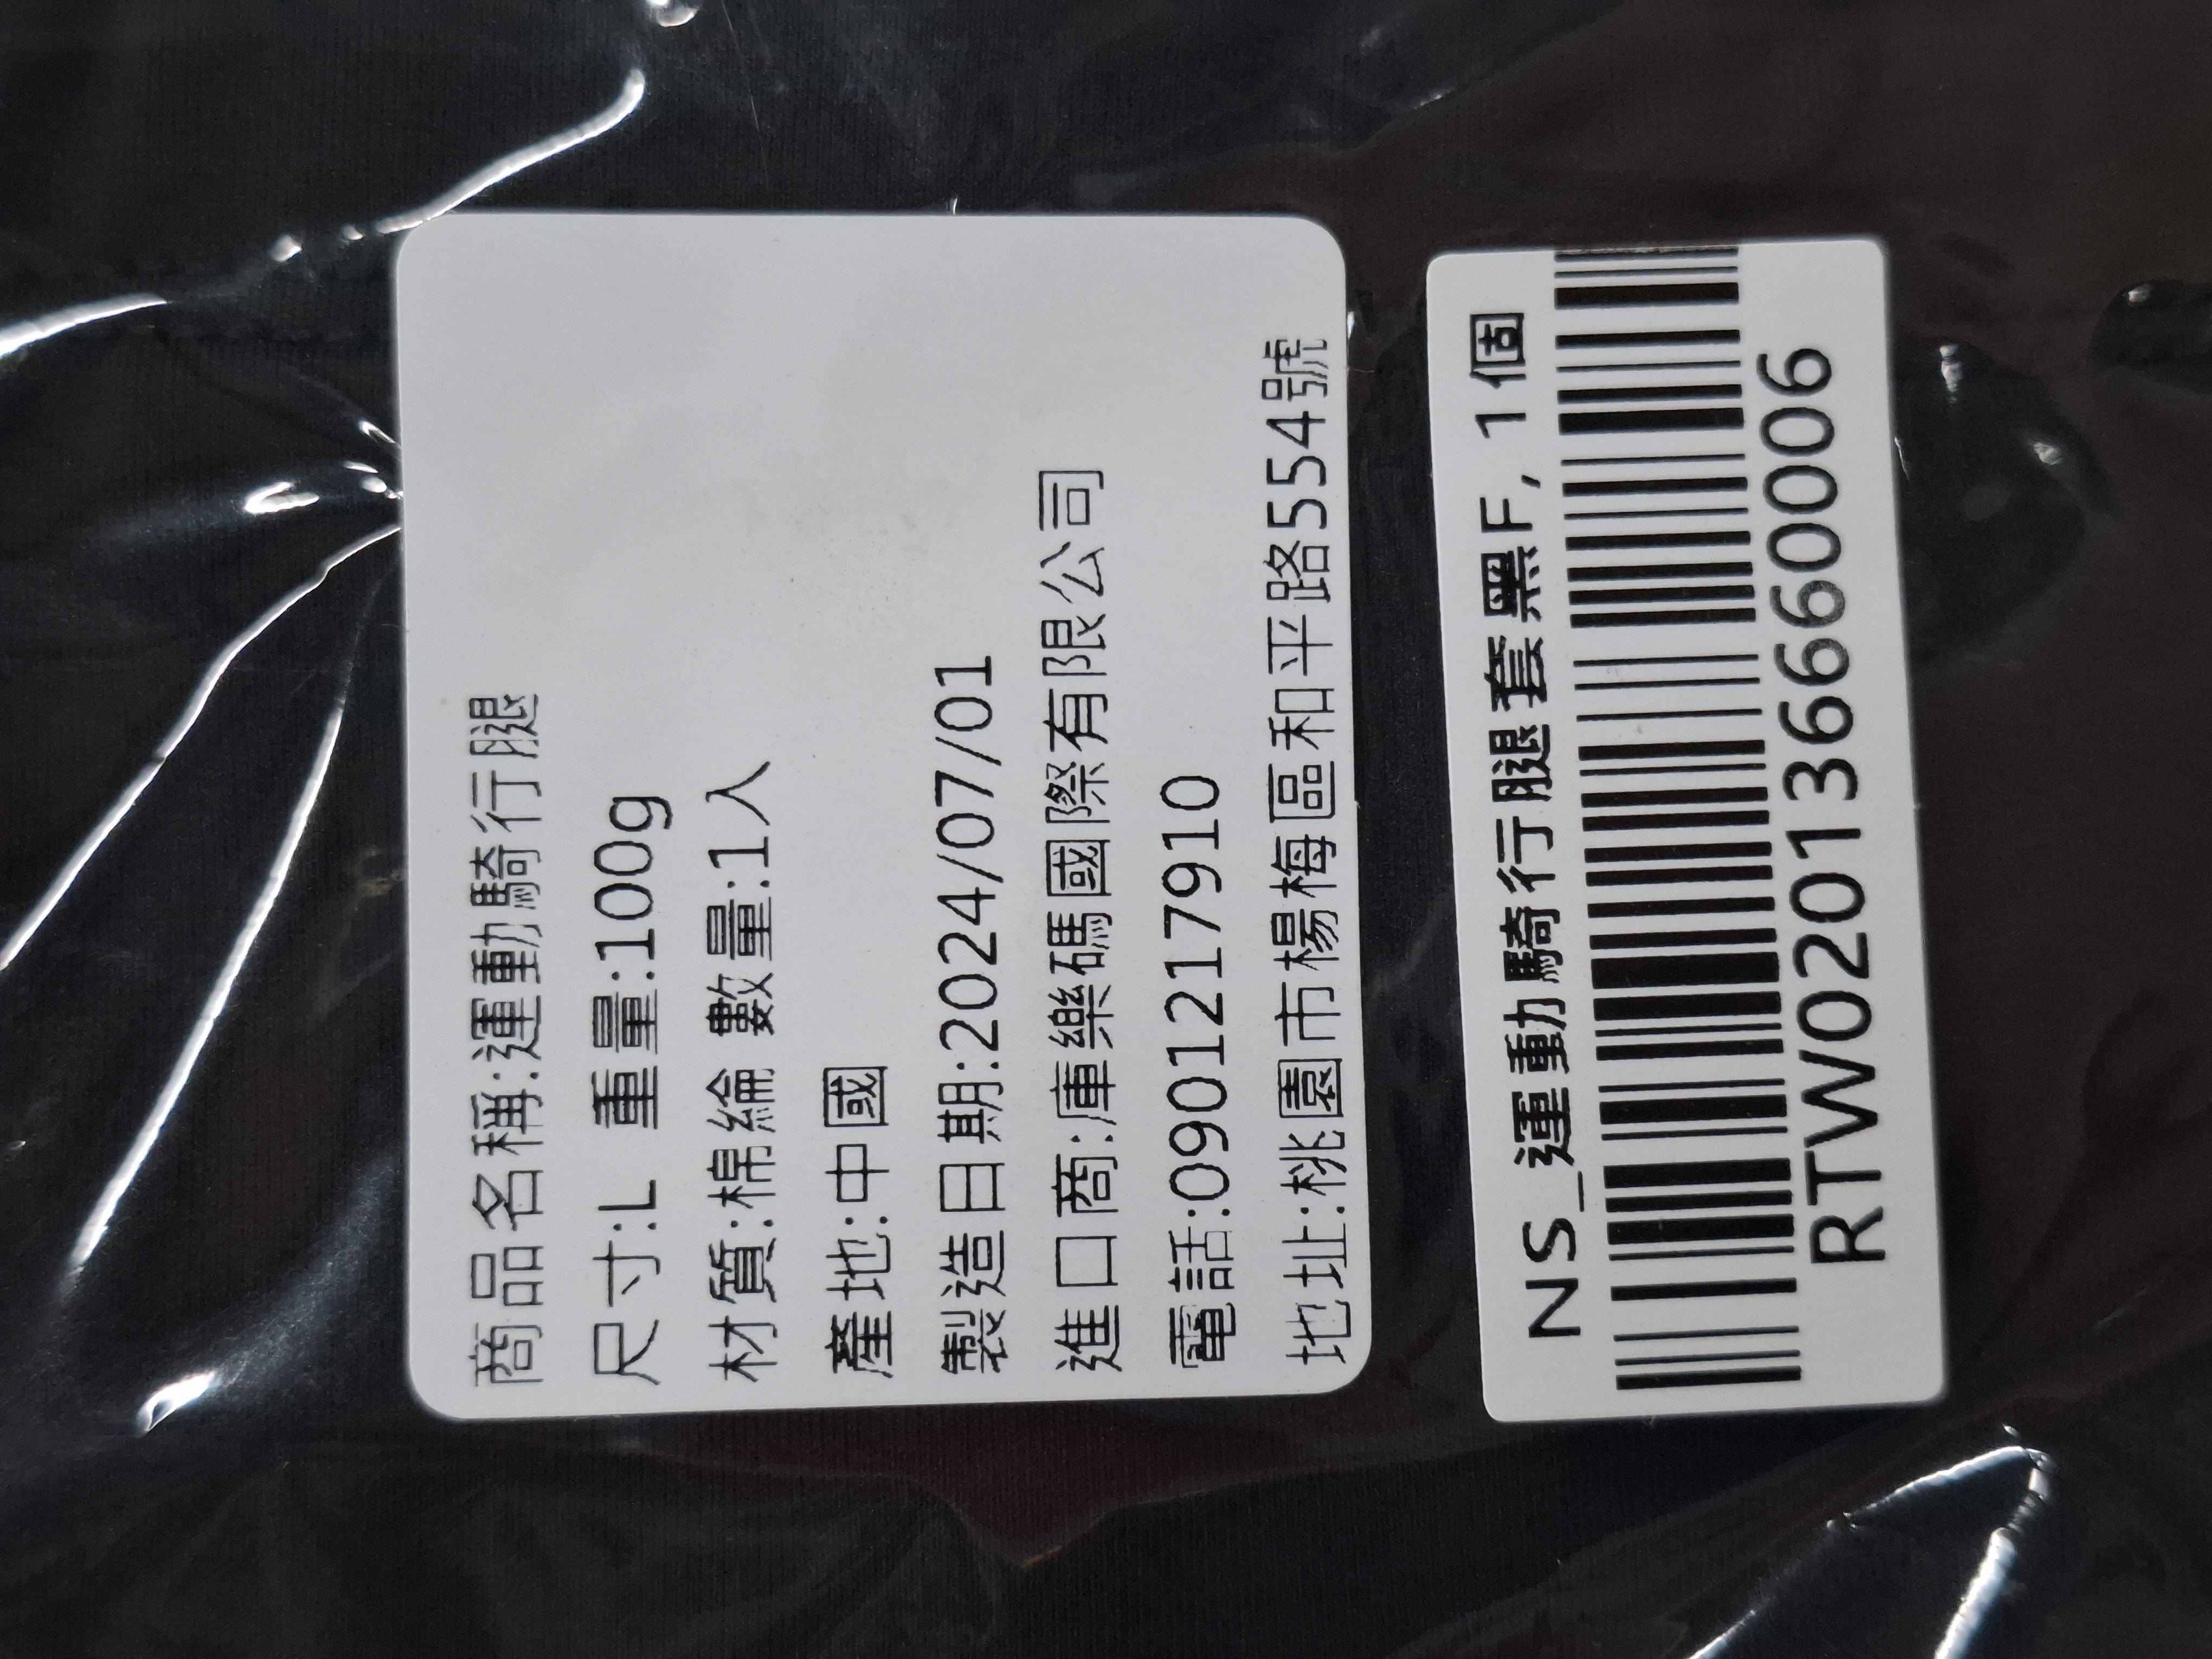 商品名稱:運動騎行腿
尺寸:L 重量:100g
材質:棉綸 數量:1入
產地:中國
製造日期:2024/07/01
進口商:庫樂碼國際有限公司
電話:0901217910
地址:桃園市楊梅區和平路554號
NS_運動騎行腿套黑F, 1個
RTW0201366660006